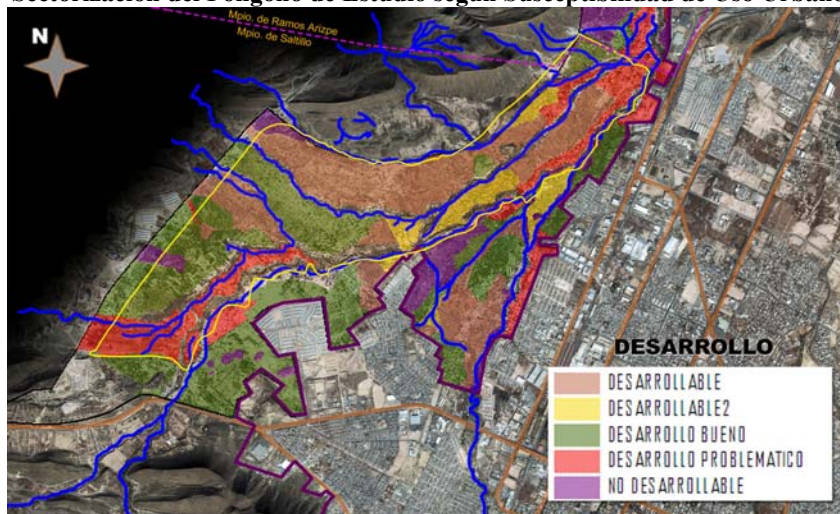 Sectorización del Polígono de Estudio según Susceptibilidad de Uso Urbano
Mpio. de Ramos Arizpe
Mpio. de Saltillo
N
DESARROLLO
DESARROLLABLE
DESARROLLABLE2
DESARROLLO BUENO
DESARROLLO PROBLEMATICO
NO DESARROLLABLE